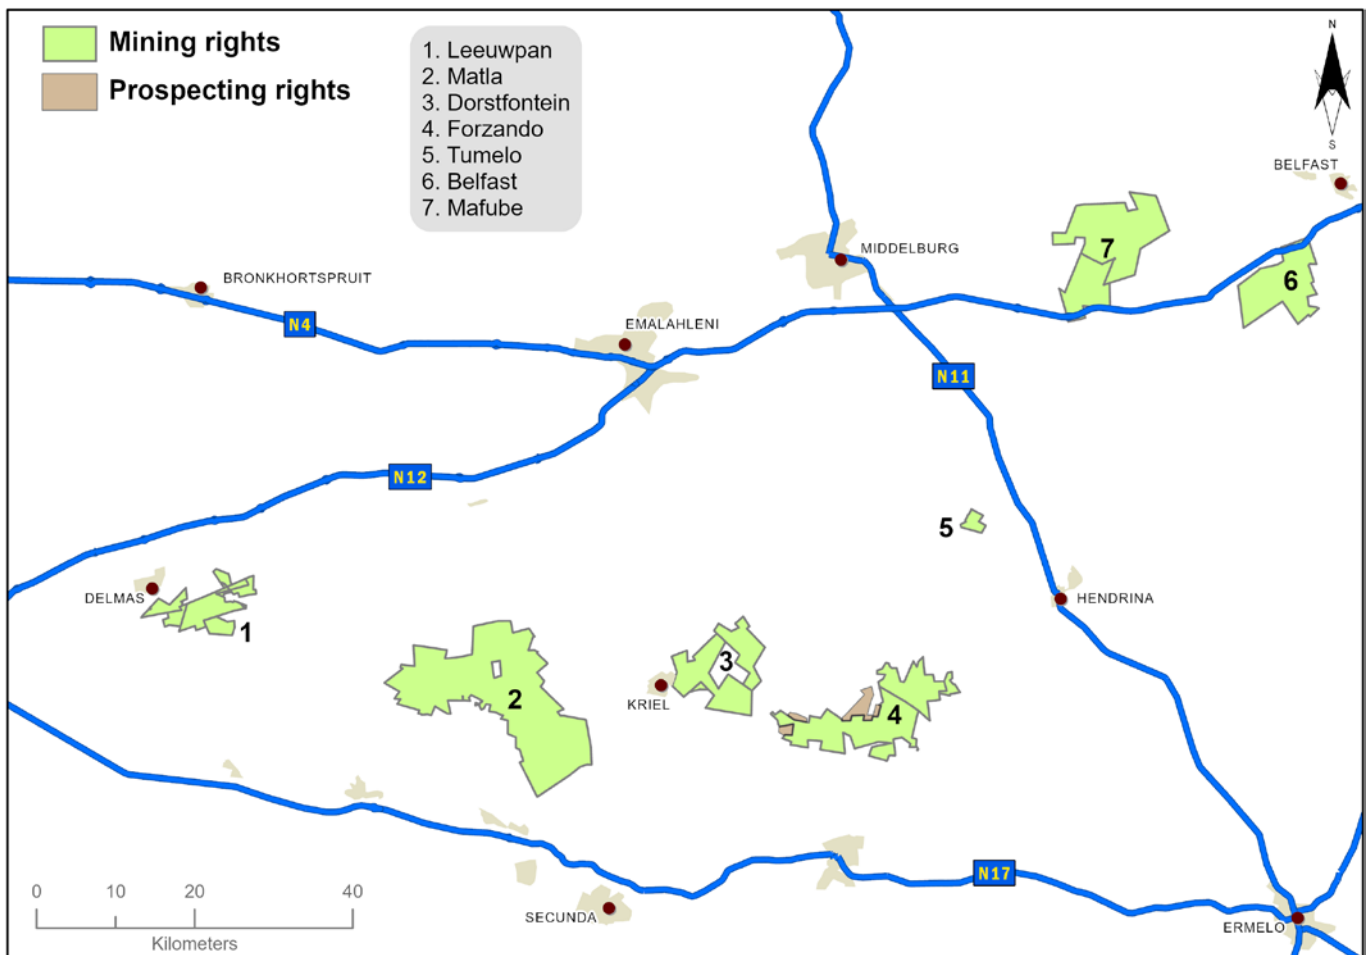 Mining rights
Prospecting rights
1. Leeuwpan
2. Matla
3. Dorstfontein
4. Forzando
5. Tumelo
6. Belfast
7. Mafube
N
S
BELFAST
MIDDELBURG
7
6
BRONKHORTSPRUIT
N4
EMALAHLENI
N11
N12
5
DELMAS
HENDRINA
1
2
3
KRIEL
4
N17
0 10 20 40
Kilometers
SECUNDA
ERMELO